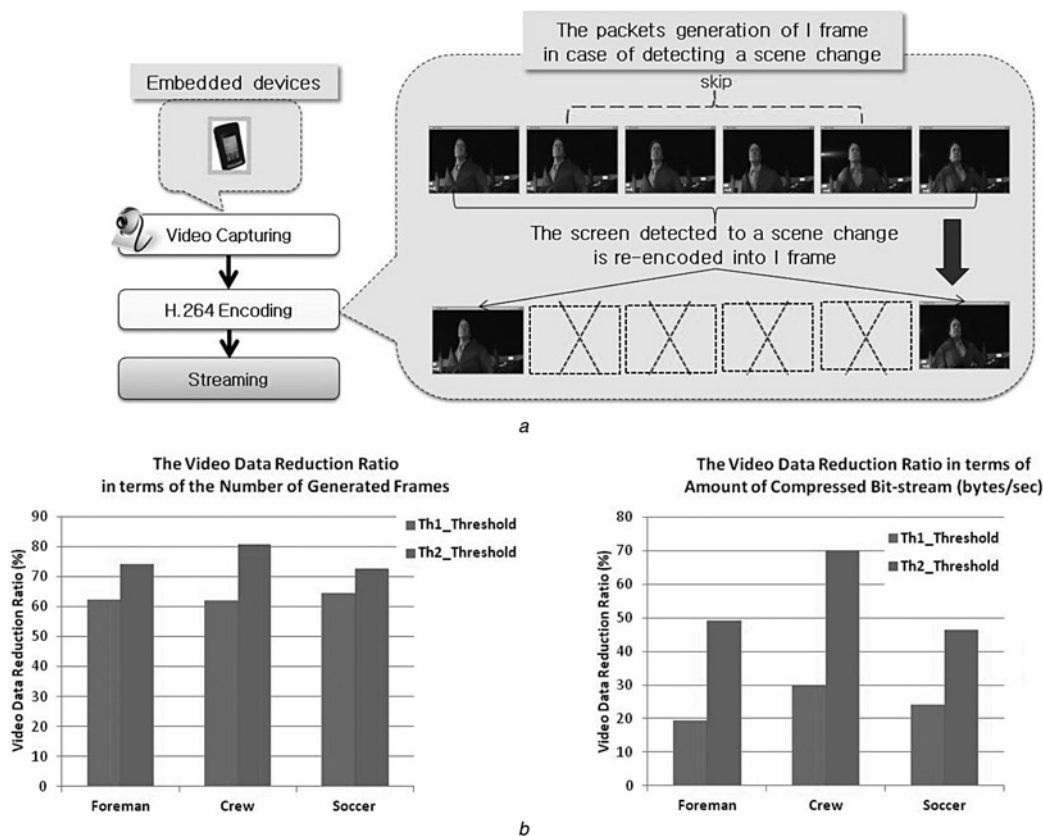 Embedded devices
Video Capturing
H.264 Encoding
Streaming
The packets generation of I frame
in case of detecting a scene change
skip
The screen detected to a scene change
is re-encoded into I frame
a
The Video Data Reduction Ratio
in terms of the Number of Generated Frames
Video Data Reduction Ratio (%)
90
80
70
60
50
40
30
20
10
0
Th1_Threshold
Th2_Threshold
Foreman Crew Soccer
The Video Data Reduction Ratio in terms of
Amount of Compressed Bit-stream (bytes/sec)
Video Data Reduction Ratio (%)
80
70
60
50
40
30
20
10
0
Th1_Threshold
Th2_Threshold
Foreman Crew Soccer
b